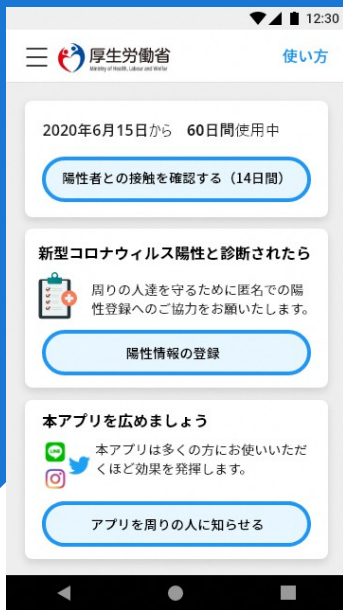 12:30
厚生労働省
Ministry of Health, Labour and Welfare
使い方
2020年6月15日から 60日間使用中
陽性者との接触を確認する（14日間）
新型コロナウィルス陽性と診断されたら
周りの人達を守るために匿名での陽
性登録へのご協力をお願いいたします。
陽性情報の登録
本アプリを広めましょう
LINE
本アプリは多くの方にお使いいただ
くほど効果を発揮します。
アプリを周りの人に知らせる